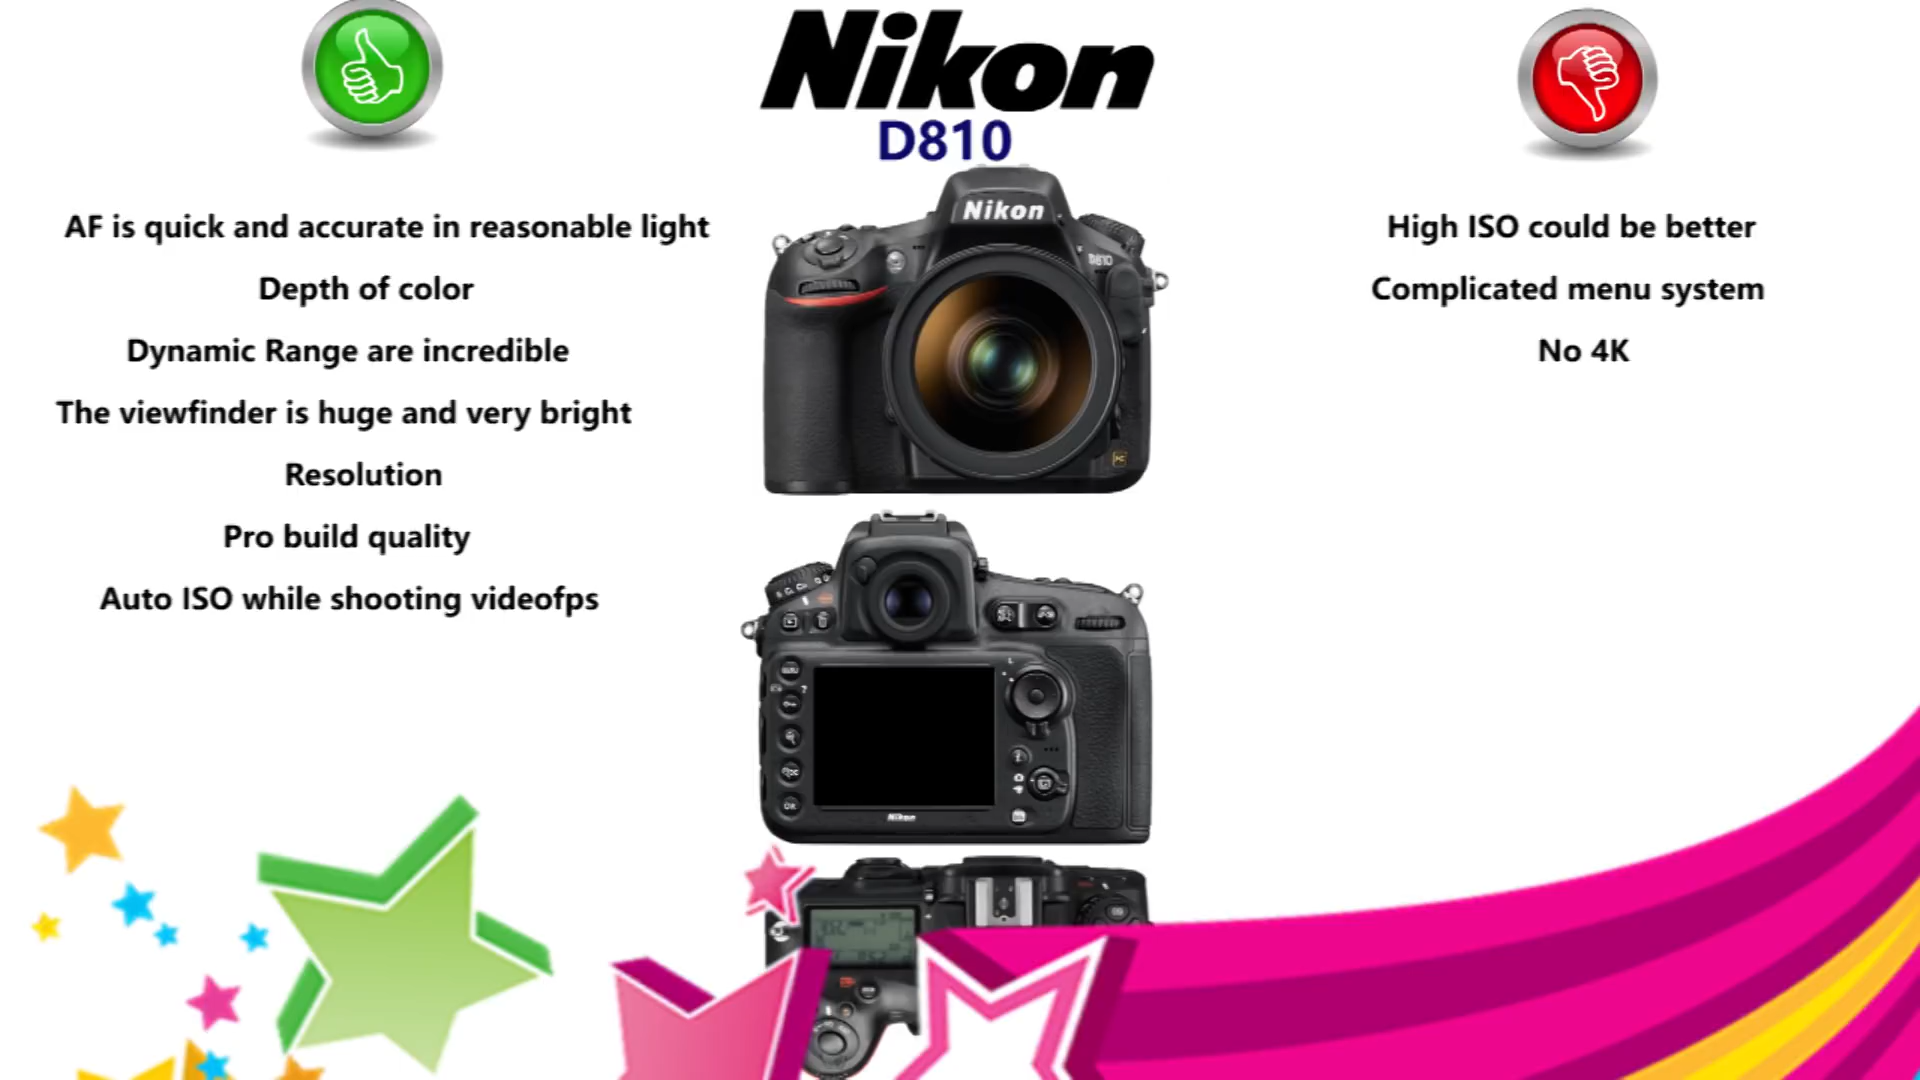 Nikon
D810
AF is quick and accurate in reasonable light
Depth of color
Dynamic Range are incredible
The viewfinder is huge and very bright
Resolution
Pro build quality
Auto ISO while shooting videofps
High ISO could be better
Complicated menu system
No 4K
Nikon
D810
Nikon